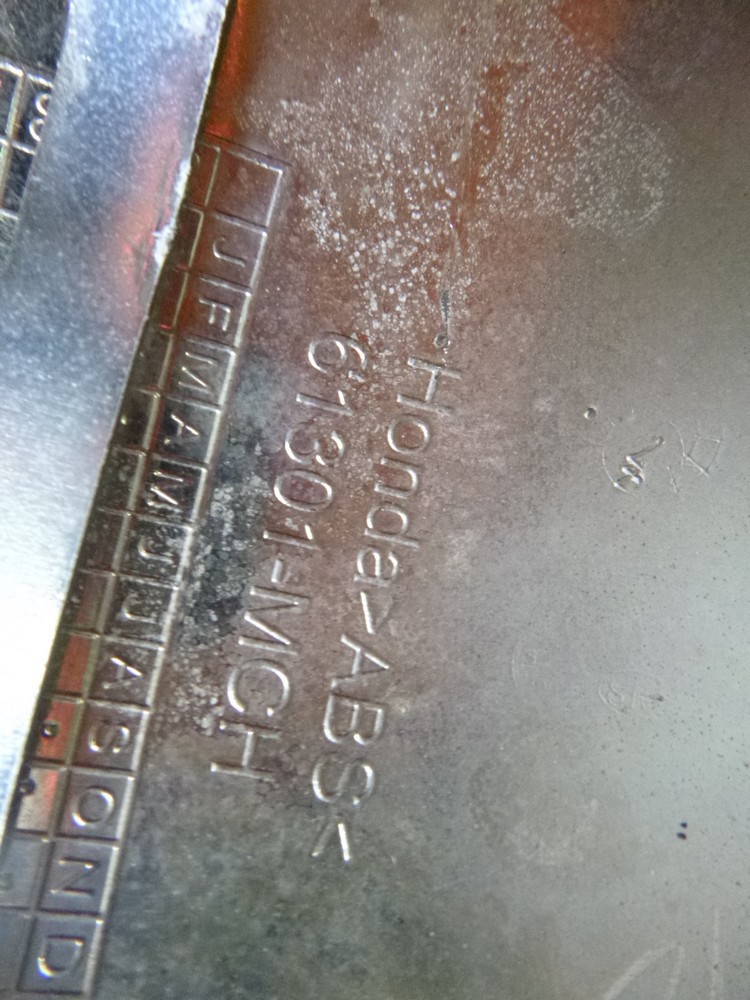 Honda>ABS<
61301-MCH
J F M A M J J A S O N D